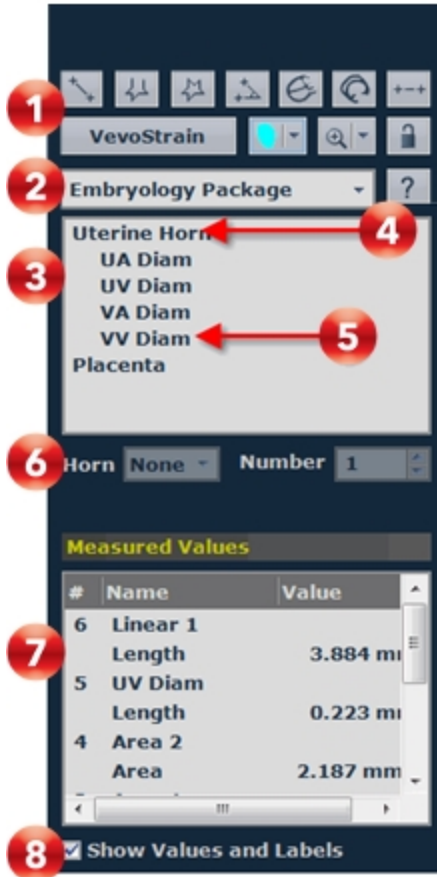 1
VevoStrain
2 Embryology Package ?
4
Uterine Horn
3 UA Diam
UV Diam
VA Diam
VV Diam 5
Placenta
6 Horn None Number 1
Measured Values
# Name Value
6 Linear 1
7 Length 3.884 m
5 UV Diam
Length 0.223 m
4 Area 2
Area 2.187 mm
8 Show Values and Labels